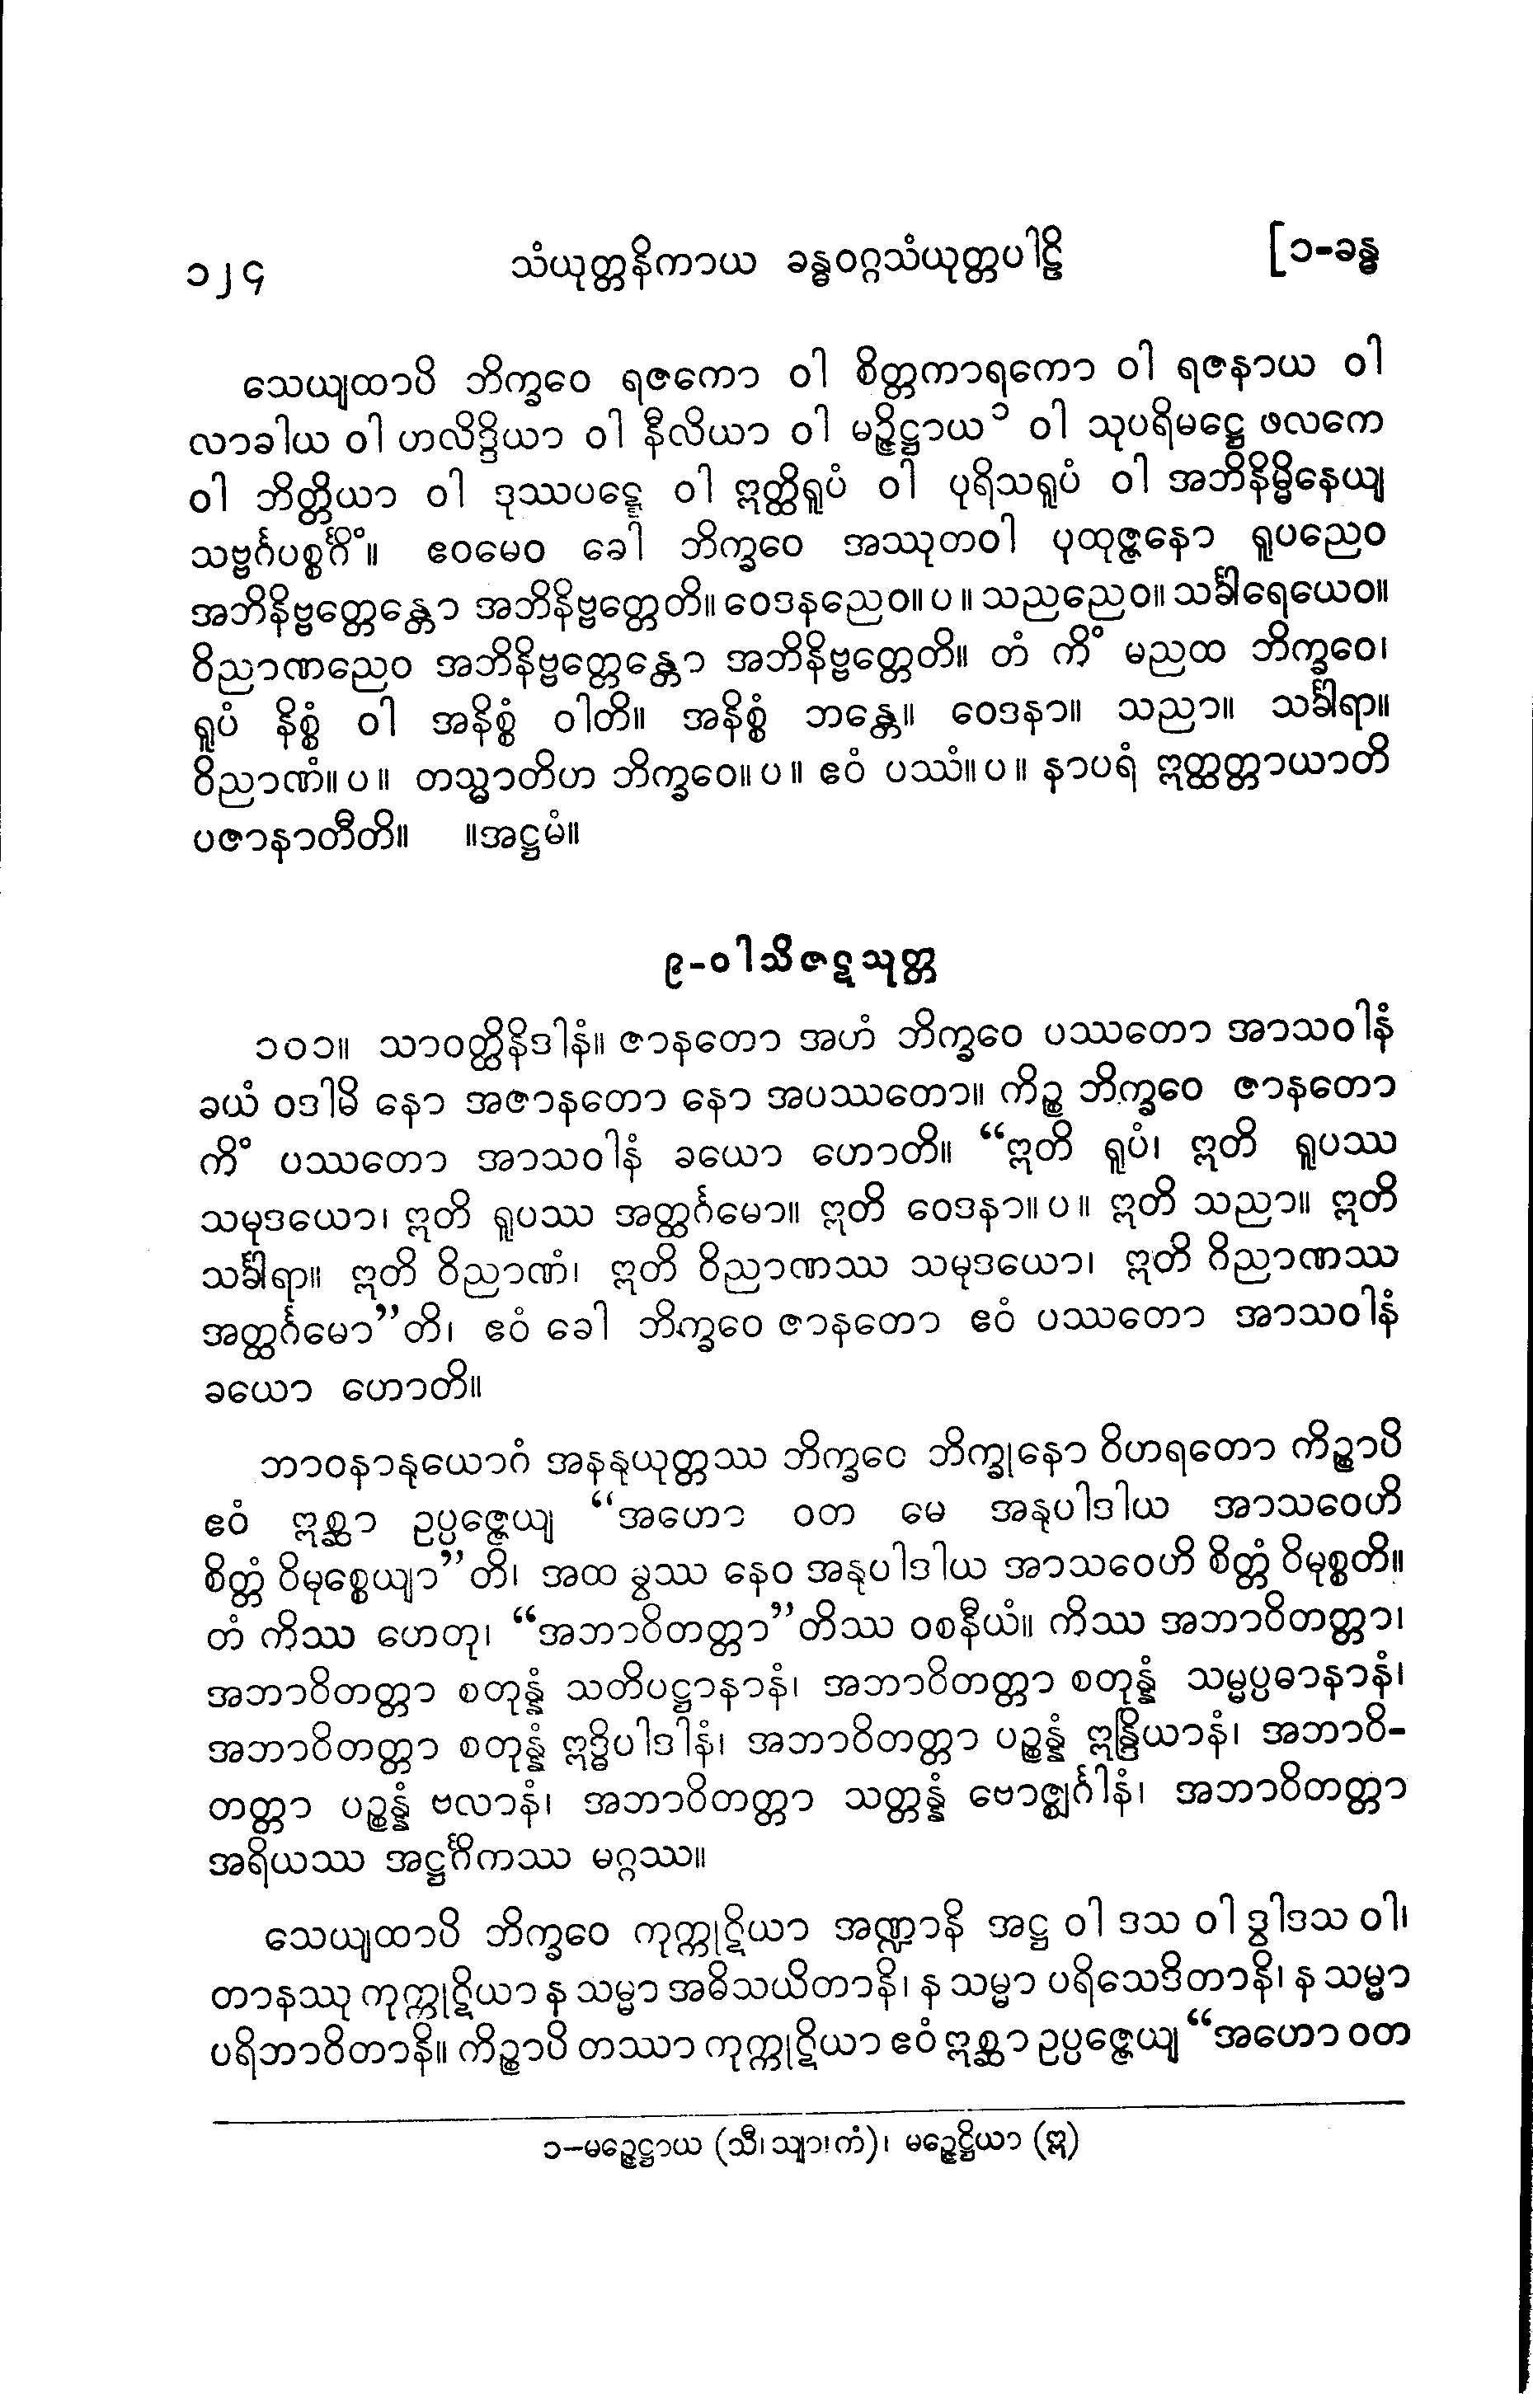 ၁၂၄ သံယုတ္တနိကာယ ခန္ဓဝဂ္ဂသံယုတ္တပါဠိ [၁-ခန္ဓ
သေယျထာပိ ဘိက္ခဝေ ရဇကော ဝါ စိတ္တကာရကော ဝါ ရဇနာယ ဝါ
လာခါယ ဝါ ဟလိဒ္ဒိယာ ဝါ နီလိယာ ဝါ မဉ္ဇိဋ္ဌာယ၁ ဝါ သုပရိမဋ္ဌေ ဖလကေ
ဝါ ဘိတ္တိယာ ဝါ ဒုဿပဋ္ဋေ ဝါ ဣတ္ထိရူပံ ဝါ ပုရိသရူပံ ဝါ အဘိနိမ္မိနေယျ
သဗ္ဗင်္ဂပစ္စင်္ဂိံ။ ဧဝမေဝ ခေါ ဘိက္ခဝေ အဿုတဝါ ပုထုဇ္ဇနော ရူပညေဝ
အဘိနိဗ္ဗတ္တေန္တော အဘိနိဗ္ဗတ္တေတိ။ ဝေဒနညေဝ။ပ။ သညညေဝ။ သင်္ခါရေယေဝ။
ဝိညာဏညေဝ အဘိနိဗ္ဗတ္တေန္တော အဘိနိဗ္ဗတ္တေတိ။ တံ ကိံ မညထ ဘိက္ခဝေ၊
ရူပံ နိစ္စံ ဝါ အနိစ္စံ ဝါတိ။ အနိစ္စံ ဘန္တေ။ ဝေဒနာ။ သညာ။ သင်္ခါရာ။
ဝိညာဏံ။ပ။ တသ္မာတိဟ ဘိက္ခဝေ။ပ။ ဧဝံ ပဿံ။ပ။ နာပရံ ဣတ္ထတ္တာယာတိ
ပဇာနာတီတိ။ ။အဋ္ဌမံ။
၉-ဝါသိဇဋသုတ္တ
၁၀၁။ သာဝတ္ထိနိဒါနံ။ ဇာနတော အဟံ ဘိက္ခဝေ ပဿတော အာသဝါနံ
ခယံ ဝဒါမိ နော အဇာနတော နော အပဿတော။ ကိဉ္စ ဘိက္ခဝေ ဇာနတော
ကိံ ပဿတော အာသဝါနံ ခယော ဟောတိ။ “ဣတိ ရူပံ၊ ဣတိ ရူပဿ
သမုဒယော၊ ဣတိ ရူပဿ အတ္ထင်္ဂမော။ ဣတိ ဝေဒနာ။ပ။ ဣတိ သညာ။ ဣတိ
သင်္ခါရာ။ ဣတိ ဝိညာဏံ၊ ဣတိ ဝိညာဏဿ သမုဒယော၊ ဣတိ ဝိညာဏဿ
အတ္ထင်္ဂမော”တိ၊ ဧဝံ ခေါ ဘိက္ခဝေ ဇာနတော ဧဝံ ပဿတော အာသဝါနံ
ခယော ဟောတိ။
ဘာဝနာနုယောဂံ အနနုယုတ္တဿ ဘိက္ခဝေ ဘိက္ခုနော ဝိဟရတော ကိဉ္စာပိ
ဧဝံ ဣစ္ဆာ ဥပ္ပဇ္ဇေယျ “အဟော ဝတ မေ အနုပါဒါယ အာသဝေဟိ
စိတ္တံ ဝိမုစ္စေယျာ”တိ၊ အထ ခွဿ နေဝ အနုပါဒါယ အာသဝေဟိ စိတ္တံ ဝိမုစ္စတိ။
တံ ကိဿ ဟေတု၊ “အဘာဝိတတ္တာ”တိဿ ဝစနီယံ။ ကိဿ အဘာဝိတတ္တာ၊
အဘာဝိတတ္တာ စတုန္နံ သတိပဋ္ဌာနာနံ၊ အဘာဝိတတ္တာ စတုန္နံ သမ္မပ္ပဓာနာနံ၊
အဘာဝိတတ္တာ စတုန္နံ ဣဒ္ဓိပါဒါနံ၊ အဘာဝိတတ္တာ ပဉ္စန္နံ ဣန္ဒြိယာနံ၊ အဘာဝိ-
တတ္တာ ပဉ္စန္နံ ဗလာနံ၊ အဘာဝိတတ္တာ သတ္တန္နံ ဗောဇ္ဈင်္ဂါနံ၊ အဘာဝိတတ္တာ
အရိယဿ အဋ္ဌင်္ဂိကဿ မဂ္ဂဿ။
သေယျထာပိ ဘိက္ခဝေ ကုက္ကုဋိယာ အဏ္ဍာနိ အဋ္ဌ ဝါ ဒသ ဝါ ဒွါဒသ ဝါ၊
တာနဿု ကုက္ကုဋိယာ န သမ္မာ အဓိသယိတာနိ၊ န သမ္မာ ပရိသေဒိတာနိ၊ န သမ္မာ
ပရိဘာဝိတာနိ။ ကိဉ္စာပိ တဿာ ကုက္ကုဋိယာ ဧဝံ ဣစ္ဆာ ဥပ္ပဇ္ဇေယျ “အဟော ဝတ
၁-မဉ္ဇေဋ္ဌာယ (သီ၊သျာ၊ကံ)၊ မဉ္ဇေဋ္ဌိယာ (ဣ)